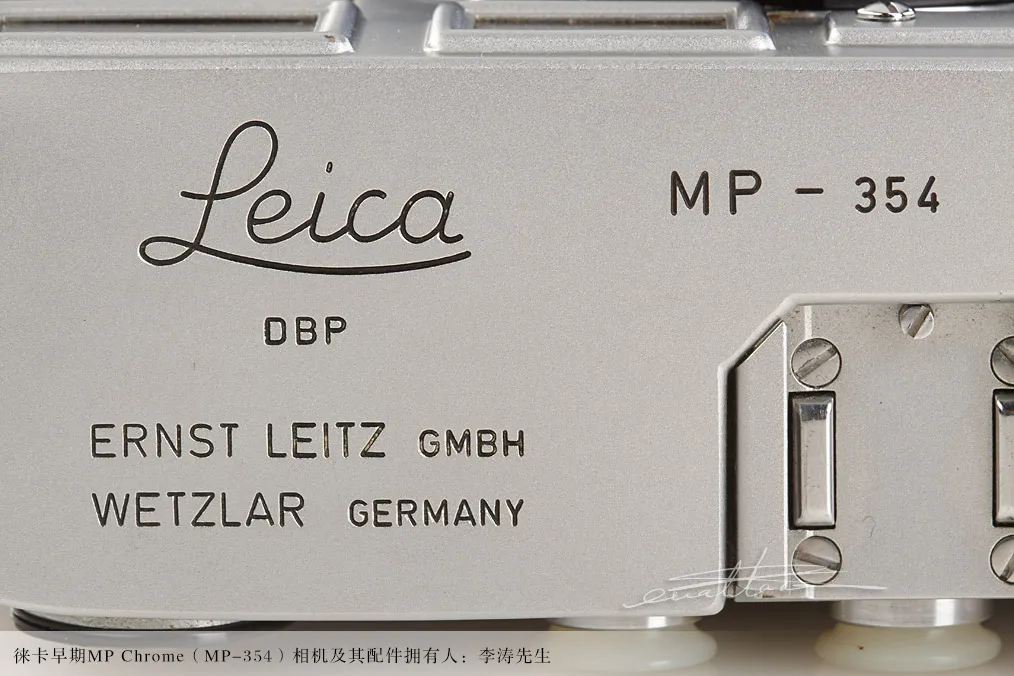 Leica
MP - 354
DBP
ERNST LEITZ GMBH
WETZLAR GERMANY
徕卡早期MP Chrome（MP-354）相机及其配件拥有人：李涛先生